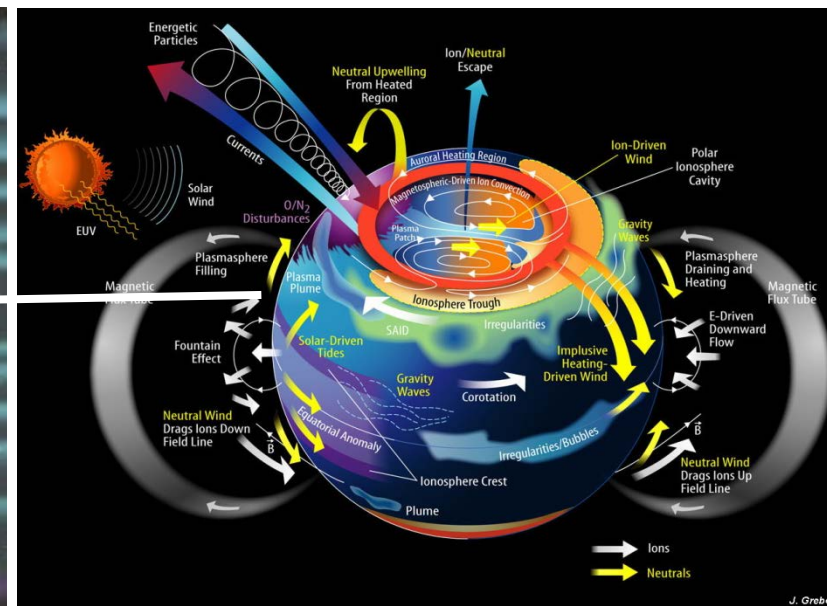 Energetic
Particles
Currents
Neutral Upwelling
From Heated
Region
Ion/Neutral
Escape
Ion-Driven
Wind
Polar
Ionosphere
Cavity
Solar
Wind
EUV
O/N2
Disturbances
Auroral Heating Region
Magnetospheric-Driven Ion Convection
Plasma
Patch
Gravity
Waves
Plasmasphere
Filling
Plasma
Plume
Ionosphere Trough
Plasmasphere
Draining and
Heating
Magnetic
Flux Tube
Magnetic
Flux Tube
SAID
Irregularities
E-Driven
Downward
Flow
Fountain
Effect
Solar-Driven
Tides
Implusive
Heating-
Driven Wind
Gravity
Waves
Corotation
Neutral Wind
Drags Ions Down
Field Line
B
Equatorial Anomaly
Irregularities/Bubbles
B
Neutral Wind
Drags Ions Up
Field Line
Ionosphere Crest
Plume
Ions
Neutrals